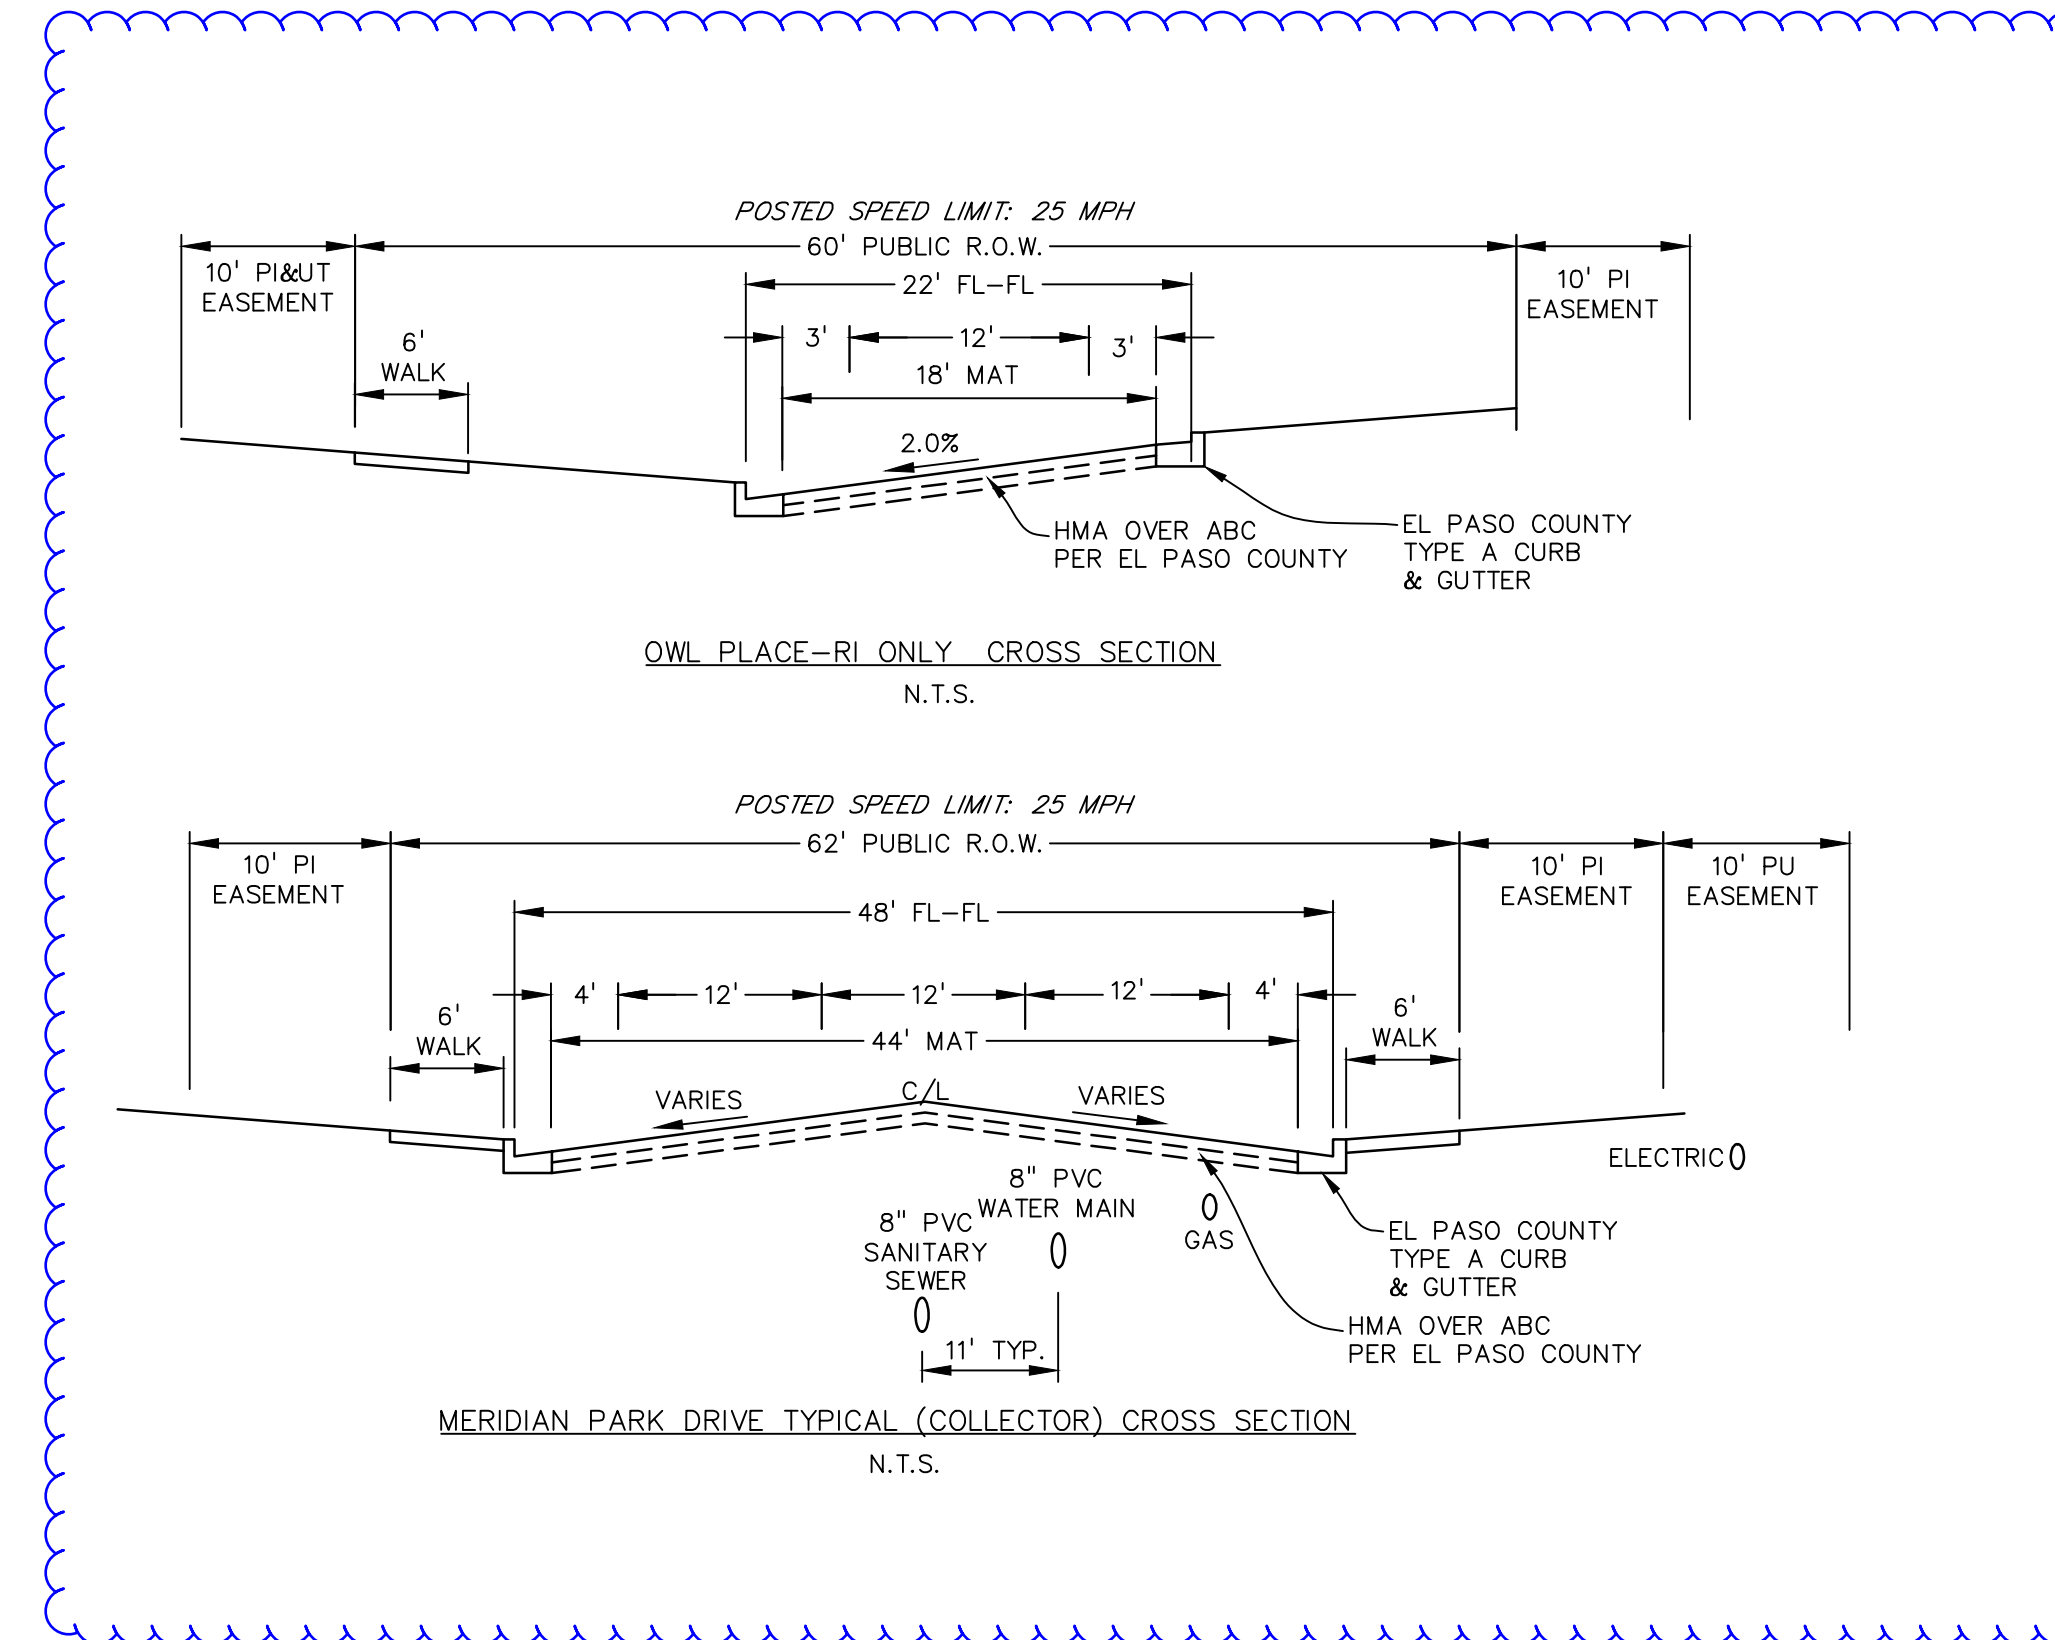 POSTED SPEED LIMIT: 25 MPH
60' PUBLIC R.O.W.
10' PI&UT
EASEMENT
10' PI
EASEMENT
22' FL-FL
6'
WALK
3'
12'
3'
18' MAT
2.0%
HMA OVER ABC
PER EL PASO COUNTY
EL PASO COUNTY
TYPE A CURB
& GUTTER
OWL PLACE-RI ONLY CROSS SECTION
N.T.S.
POSTED SPEED LIMIT: 25 MPH
62' PUBLIC R.O.W.
10' PI
EASEMENT
10' PI
EASEMENT
10' PU
EASEMENT
48' FL-FL
4'
12'
12'
12'
4'
6'
WALK
6'
WALK
44' MAT
VARIES
C/L
VARIES
ELECTRIC
8" PVC
WATER MAIN
8" PVC
SANITARY
SEWER
GAS
EL PASO COUNTY
TYPE A CURB
& GUTTER
HMA OVER ABC
PER EL PASO COUNTY
11' TYP.
MERIDIAN PARK DRIVE TYPICAL (COLLECTOR) CROSS SECTION
N.T.S.